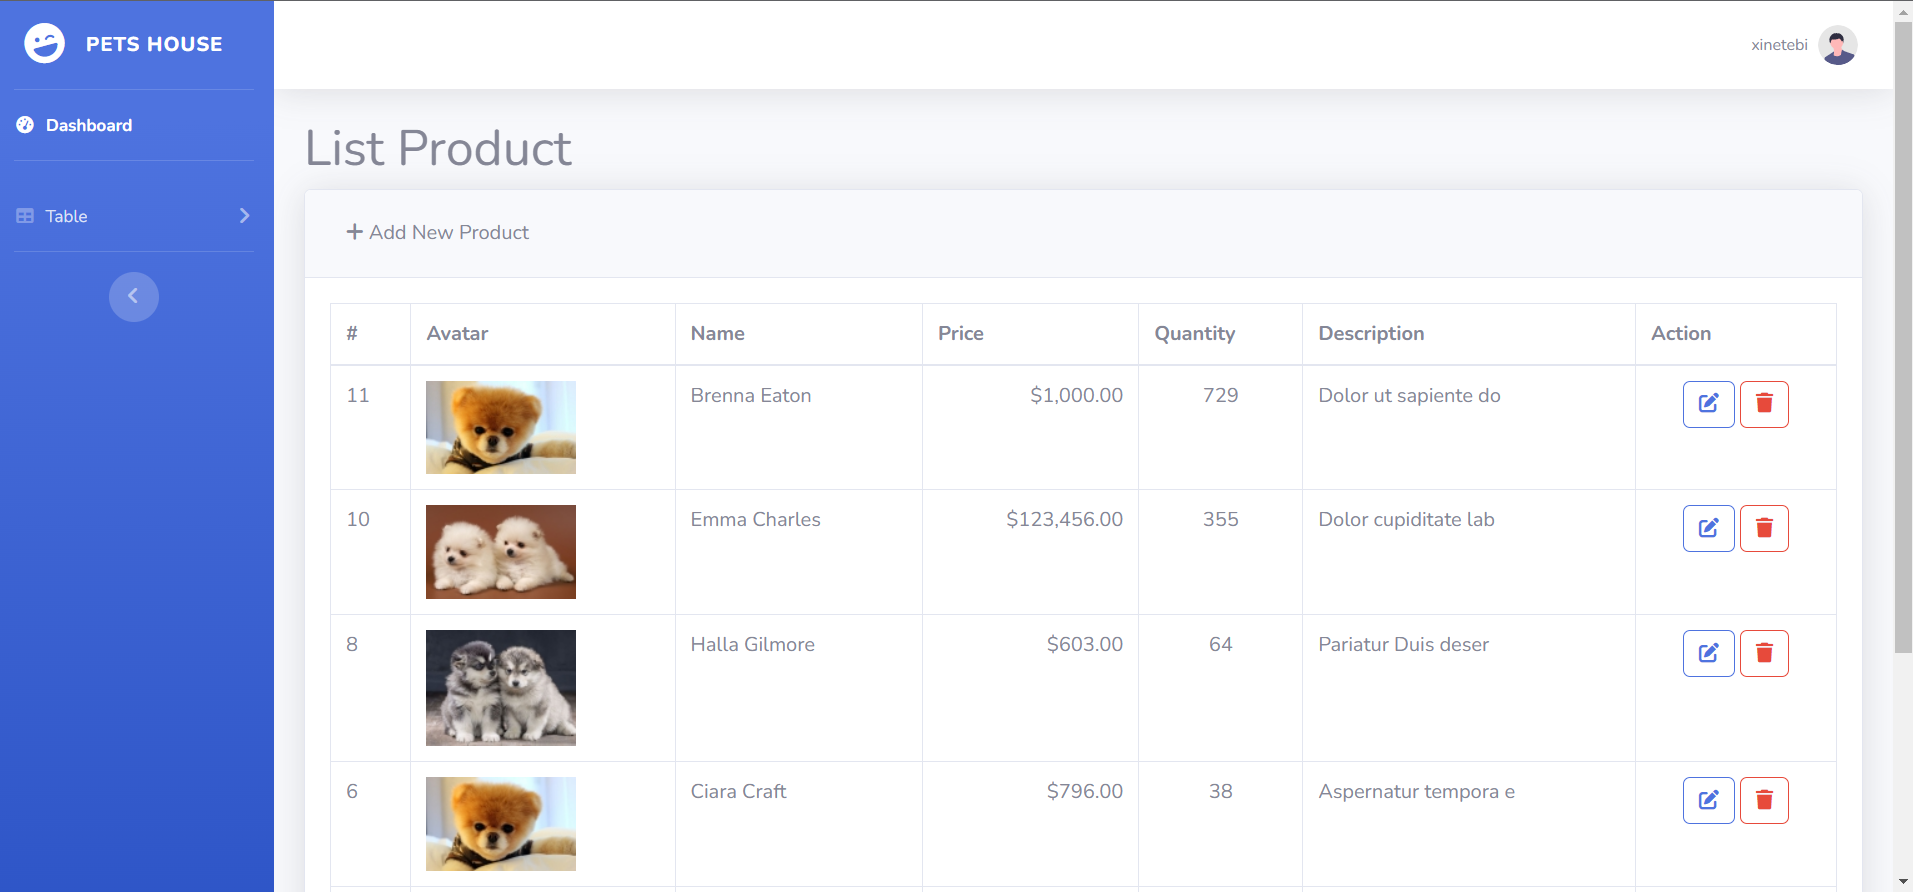 PETS HOUSE
xinetebi
Dashboard
Table
List Product
Add New Product
# Avatar Name Price Quantity Description Action
11 Brenna Eaton $1,000.00 729 Dolor ut sapiente do
10 Emma Charles $123,456.00 355 Dolor cupiditate lab
8 Halla Gilmore $603.00 64 Pariatur Duis deser
6 Ciara Craft $796.00 38 Aspernatur tempora e